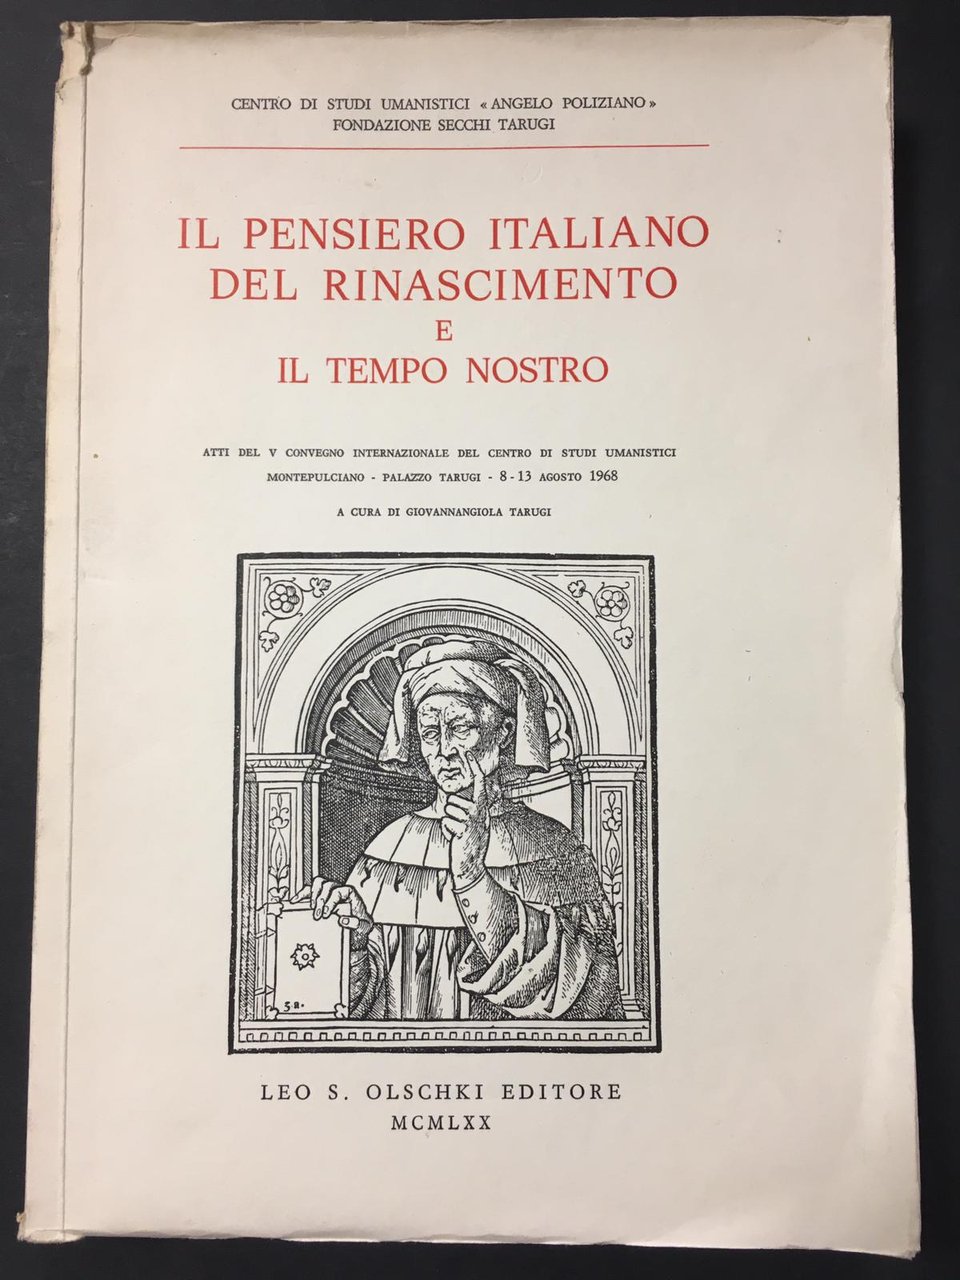 CENTRO DI STUDI UMANISTICI « ANGELO POLIZIANO »
FONDAZIONE SECCHI TARUGI
IL PENSIERO ITALIANO
DEL RINASCIMENTO
E
IL TEMPO NOSTRO
ATTI DEL V CONVEGNO INTERNAZIONALE DEL CENTRO DI STUDI UMANISTICI
MONTEPULCIANO - PALAZZO TARUGI - 8 - 13 AGOSTO 1968
A CURA DI GIOVANNANGIOLA TARUGI
LEO S. OLSCHKI EDITORE
MCMLXX